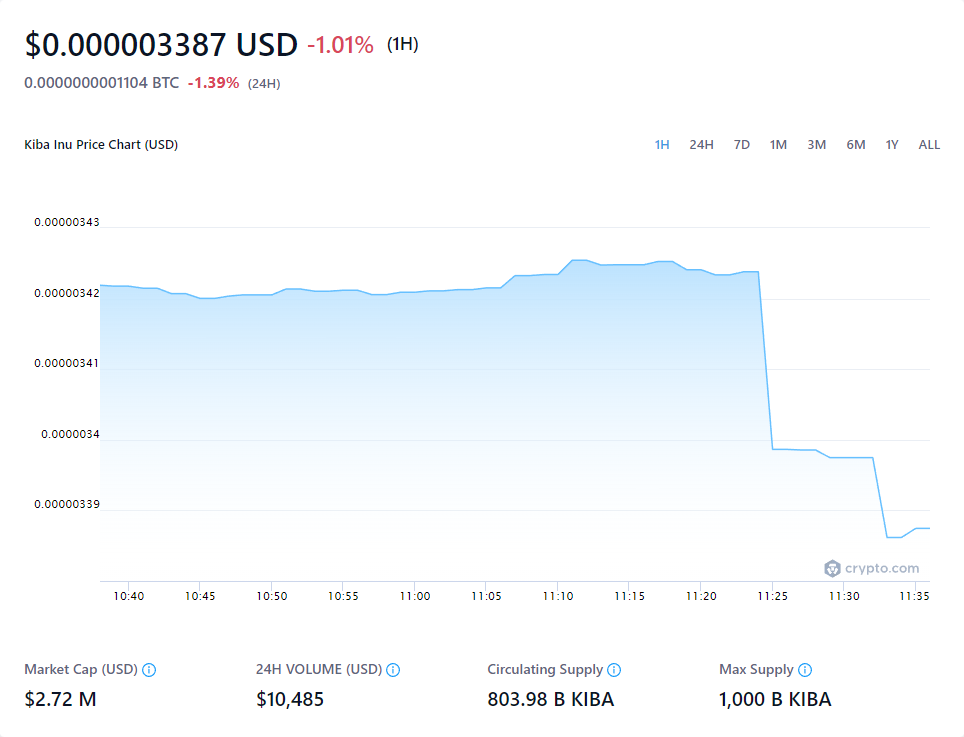 $0.000003387 USD -1.01% (1H)
0.0000000001104 BTC -1.39% (24H)
Kiba Inu Price Chart (USD) 1H 24H 7D 1M 3M 6M 1Y ALL
0.00000343
0.00000342
0.00000341
0.0000034
0.00000339
crypto.com
10:40 10:45 10:50 10:55 11:00 11:05 11:10 11:15 11:20 11:25 11:30 11:35
Market Cap (USD) 24H VOLUME (USD) Circulating Supply Max Supply
$2.72 M $10,485 803.98 B KIBA 1,000 B KIBA